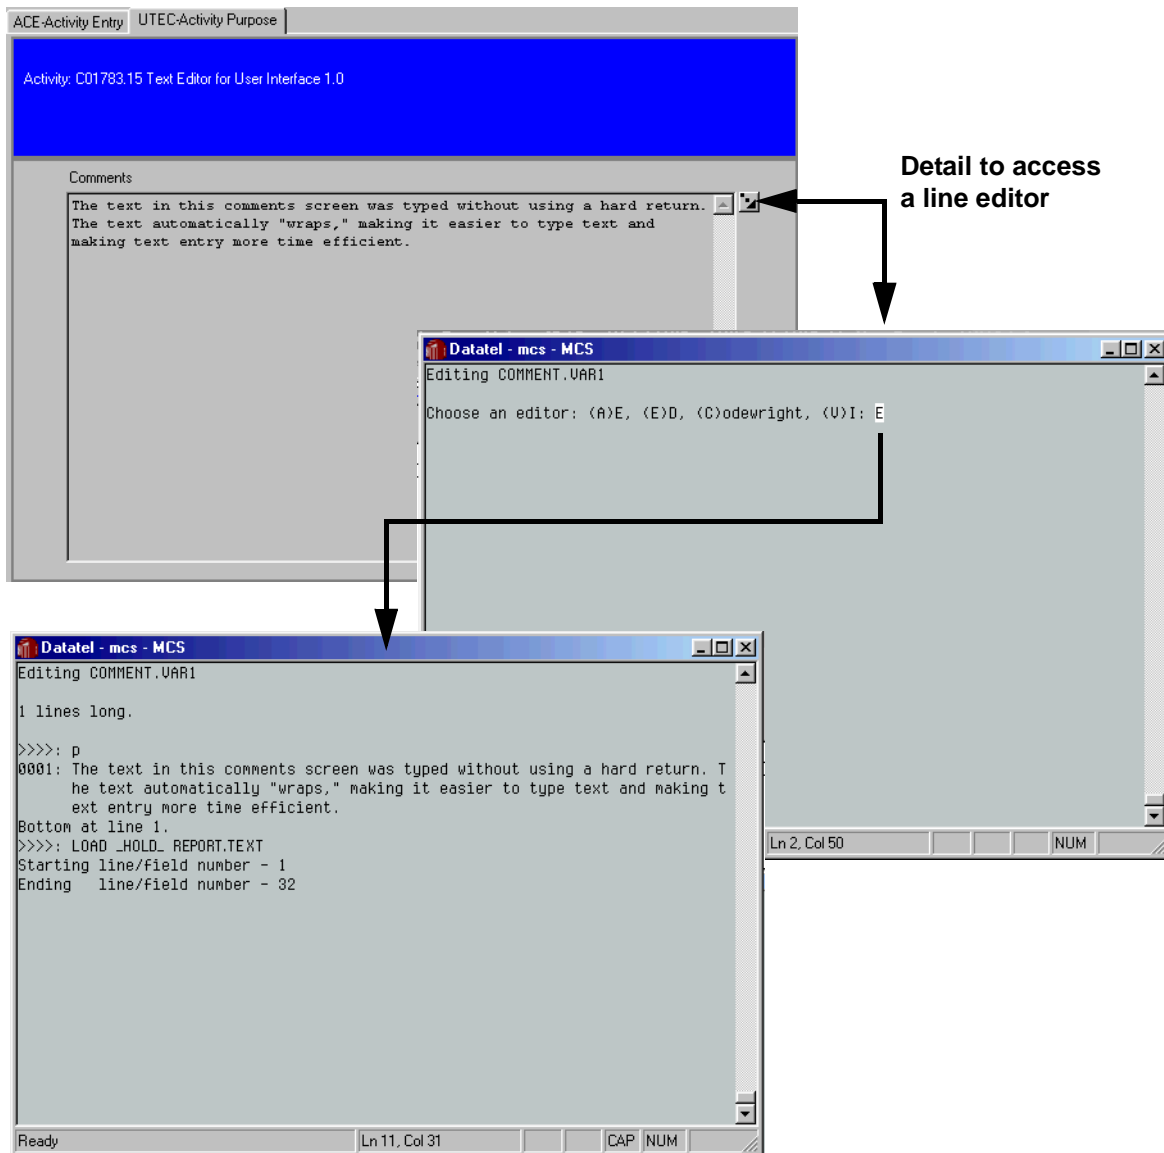 ACE-Activity Entry
UTEC-Activity Purpose
Activity: C01783.15 Text Editor for User Interface 1.0
Comments
The text in this comments screen was typed without using a hard return.
The text automatically "wraps," making it easier to type text and
making text entry more time efficient.
Detail to access
a line editor
Datatel - mcs - MCS
Editing COMMENT.VAR1
Choose an editor: (A)E, (E)D, (C)odewright, (V)I: E
Ln 2, Col 50
NUM
Datatel - mcs - MCS
Editing COMMENT.VAR1
1 lines long.
>>>>: p
0001: The text in this comments screen was typed without using a hard return. T
he text automatically "wraps," making it easier to type text and making t
ext entry more time efficient.
Bottom at line 1.
>>>>: LOAD _HOLD_ REPORT.TEXT
Starting line/field number - 1
Ending   line/field number - 32
Ready
Ln 11, Col 31
CAP
NUM